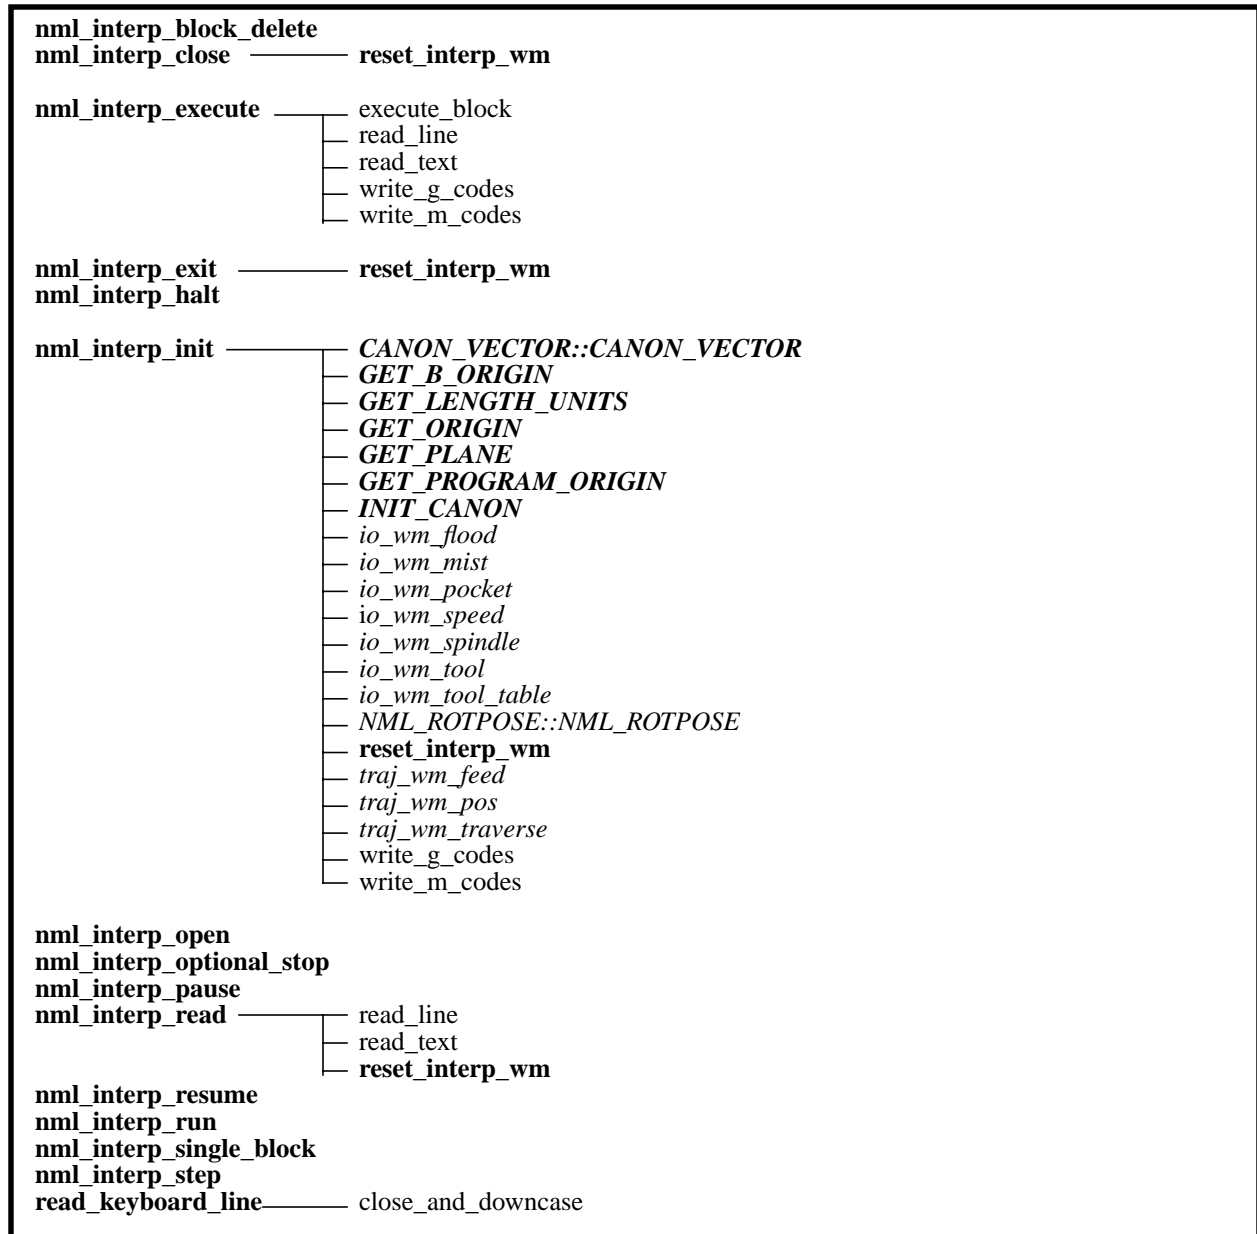 nml_interp_block_delete
nml_interp_close reset_interp_wm
nml_interp_execute execute_block
read_line
read_text
write_g_codes
write_m_codes
nml_interp_exit reset_interp_wm
nml_interp_halt
nml_interp_init CANON_VECTOR::CANON_VECTOR
GET_B_ORIGIN
GET_LENGTH_UNITS
GET_ORIGIN
GET_PLANE
GET_PROGRAM_ORIGIN
INIT_CANON
io_wm_flood
io_wm_mist
io_wm_pocket
io_wm_speed
io_wm_spindle
io_wm_tool
io_wm_tool_table
NML_ROTPOSE::NML_ROTPOSE
reset_interp_wm
traj_wm_feed
traj_wm_pos
traj_wm_traverse
write_g_codes
write_m_codes
nml_interp_open
nml_interp_optional_stop
nml_interp_pause
nml_interp_read read_line
read_text
reset_interp_wm
nml_interp_resume
nml_interp_run
nml_interp_single_block
nml_interp_step
read_keyboard_line close_and_downcase